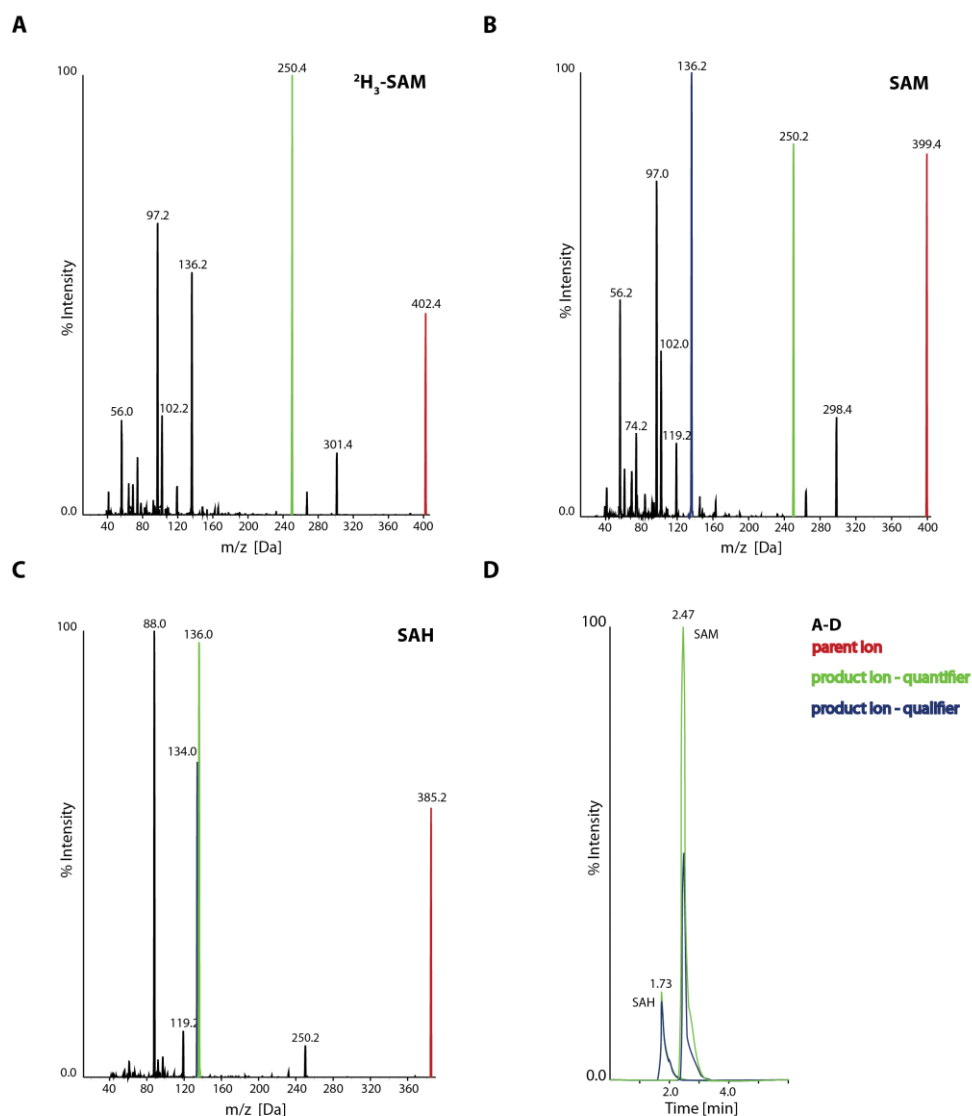 A
²H₃-SAM
100
250.4
97.2
136.2
402.4
56.0
102.2
301.4
% Intensity
0.0
40 80 120 160 200 240 280 320 360 400
m/z [Da]
B
SAM
100
136.2
250.2
399.4
97.0
56.2
102.0
74.2
119.2
298.4
% Intensity
0.0
40 80 120 160 200 240 280 320 360 400
m/z [Da]
C
SAH
100
88.0
136.0
134.0
385.2
119.2
250.2
% Intensity
0.0
40 80 120 160 200 240 280 320 360
m/z [Da]
D
100
2.47
SAM
1.73
SAH
% Intensity
0.0
2.0 4.0
Time [min]
A-D
parent ion
product ion - quantifier
product ion - qualifier